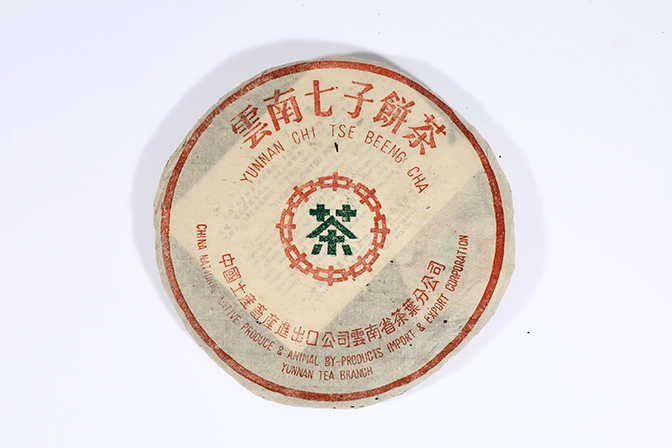 雲南七子餅茶
YUNNAN CHI TSE BEENG CHA
茶
中國土産畜産進出口公司雲南省茶葉分公司
CHINA NATIONAL NATIVE PRODUCE & ANIMAL BY-PRODUCTS IMPORT & EXPORT CORPORATION
YUNNAN TEA BRANCH